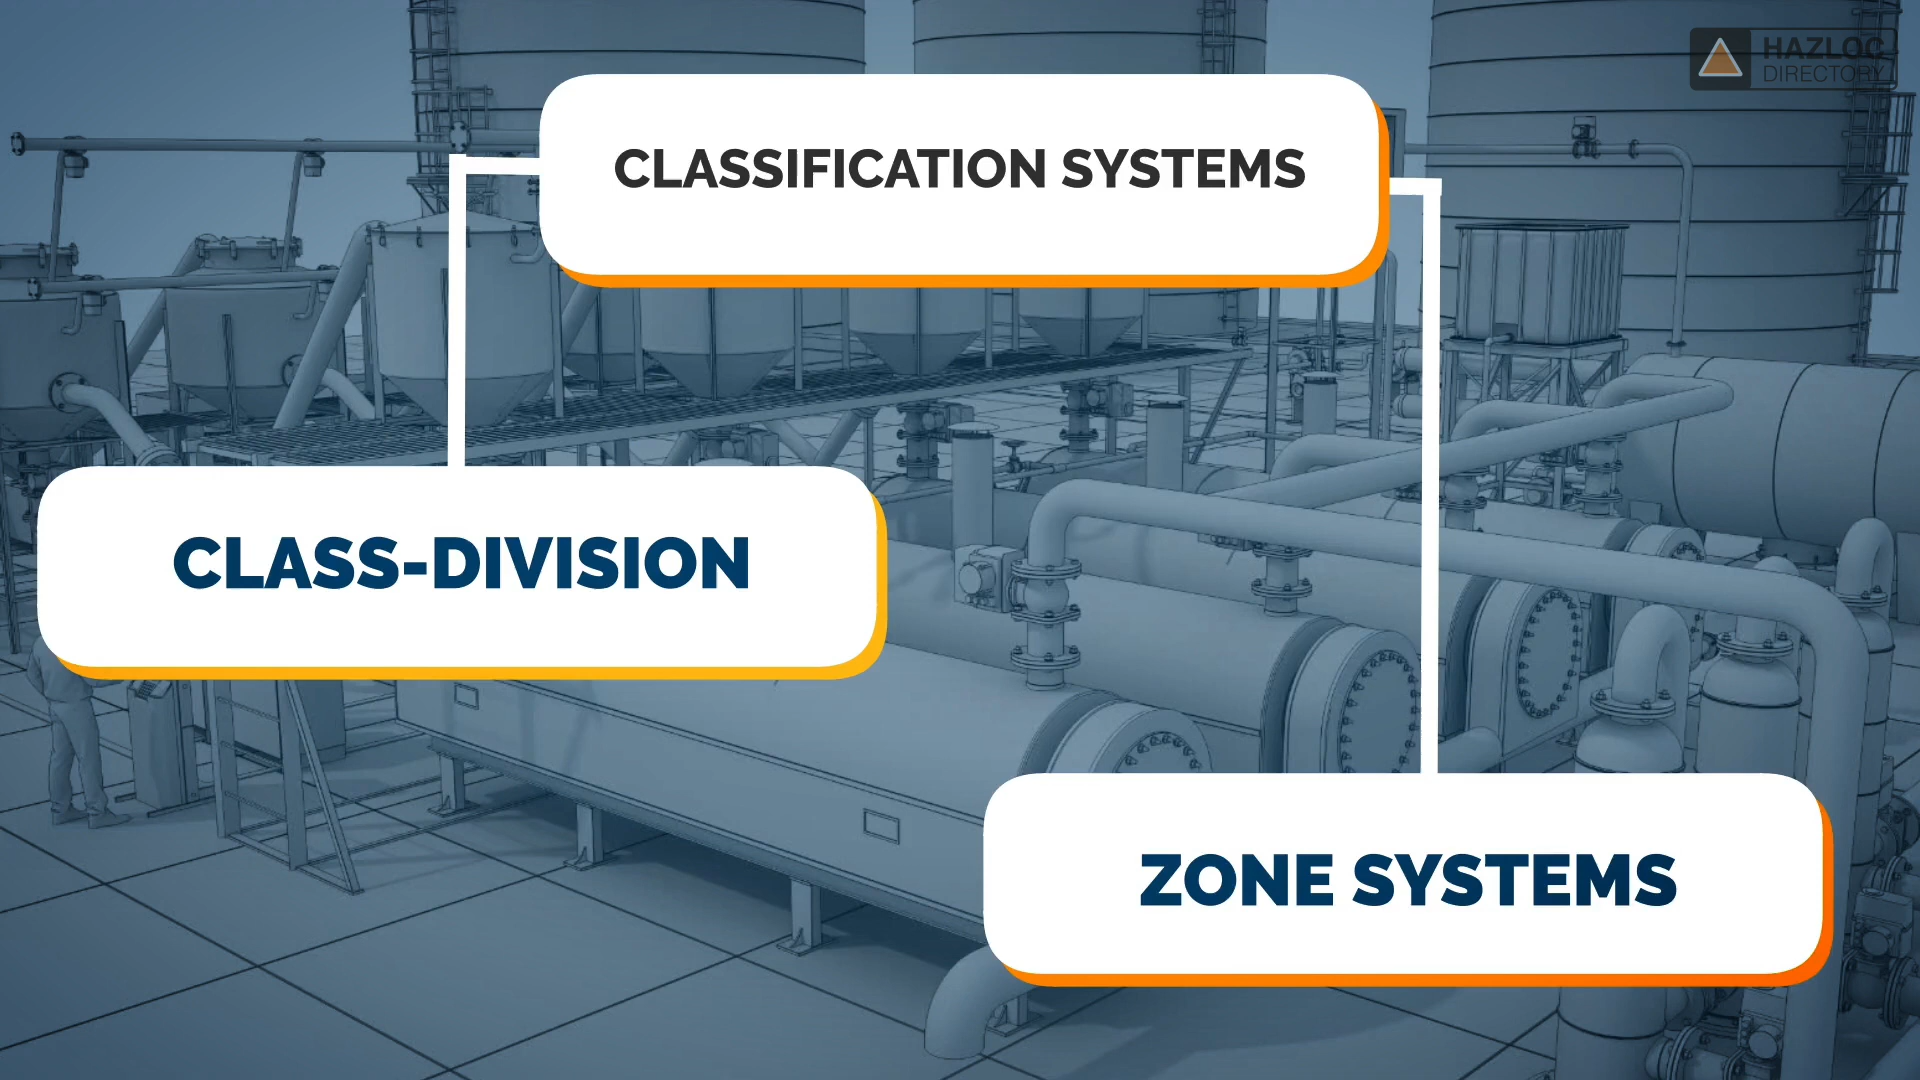 HAZLOC
DIRECTORY
CLASSIFICATION SYSTEMS
CLASS-DIVISION
ZONE SYSTEMS